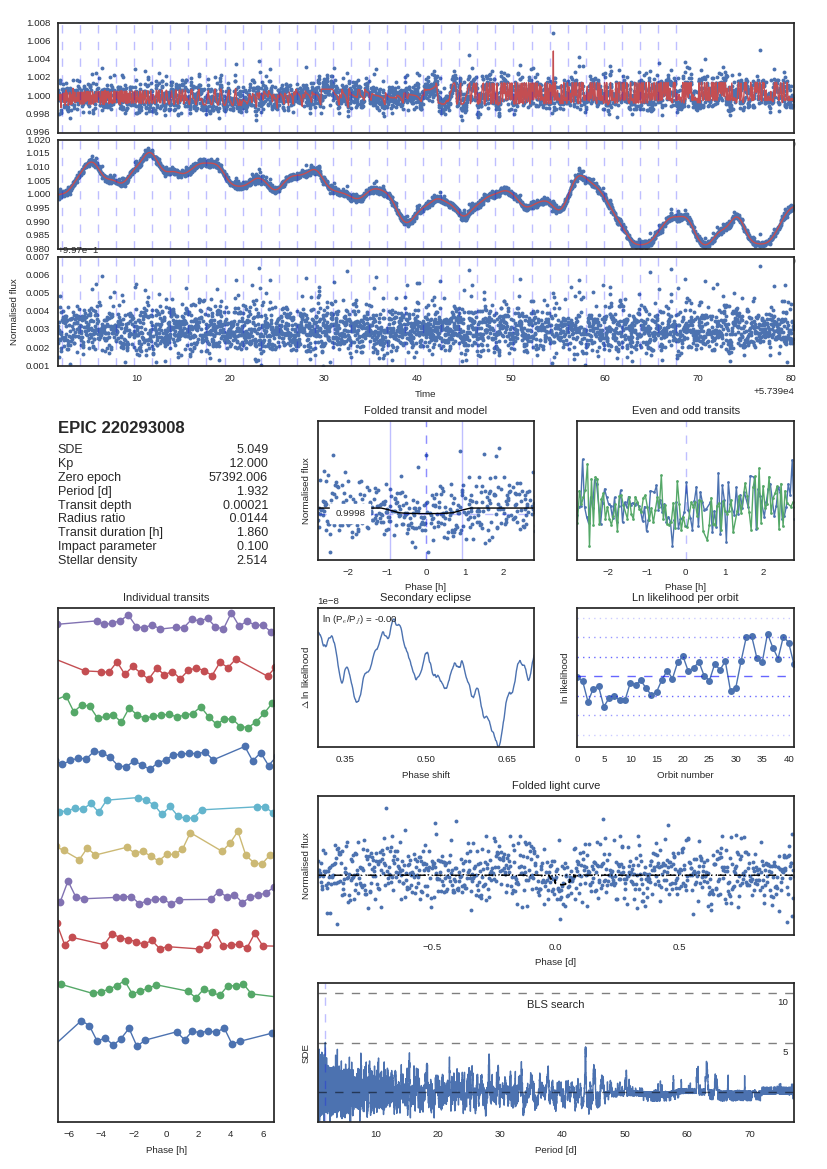 1.008
1.006
1.004
1.002
1.000
0.998
0.996
1.020
1.015
1.010
1.005
1.000
0.995
0.990
0.985
0.980
+9.97e−1
0.007
0.006
0.005
0.004
0.003
0.002
0.001
Normalised flux
10 20 30 40 50 60 70 80
Time
+5.739e4
EPIC 220293008
SDE 5.049
Kp 12.000
Zero epoch 57392.006
Period [d] 1.932
Transit depth 0.00021
Radius ratio 0.0144
Transit duration [h] 1.860
Impact parameter 0.100
Stellar density 2.514
Folded transit and model
Normalised flux
0.9998
−2 −1 0 1 2
Phase [h]
Even and odd transits
−2 −1 0 1 2
Phase [h]
Individual transits
−6 −4 −2 0 2 4 6
Phase [h]
Secondary eclipse
1e−8
Δ ln likelihood
0.35 0.50 0.65
Phase shift
Ln likelihood per orbit
ln likelihood
0 5 10 15 20 25 30 35 40
Orbit number
Folded light curve
Normalised flux
−0.5 0.0 0.5
Phase [d]
BLS search
10
5
SDE
10 20 30 40 50 60 70
Period [d]